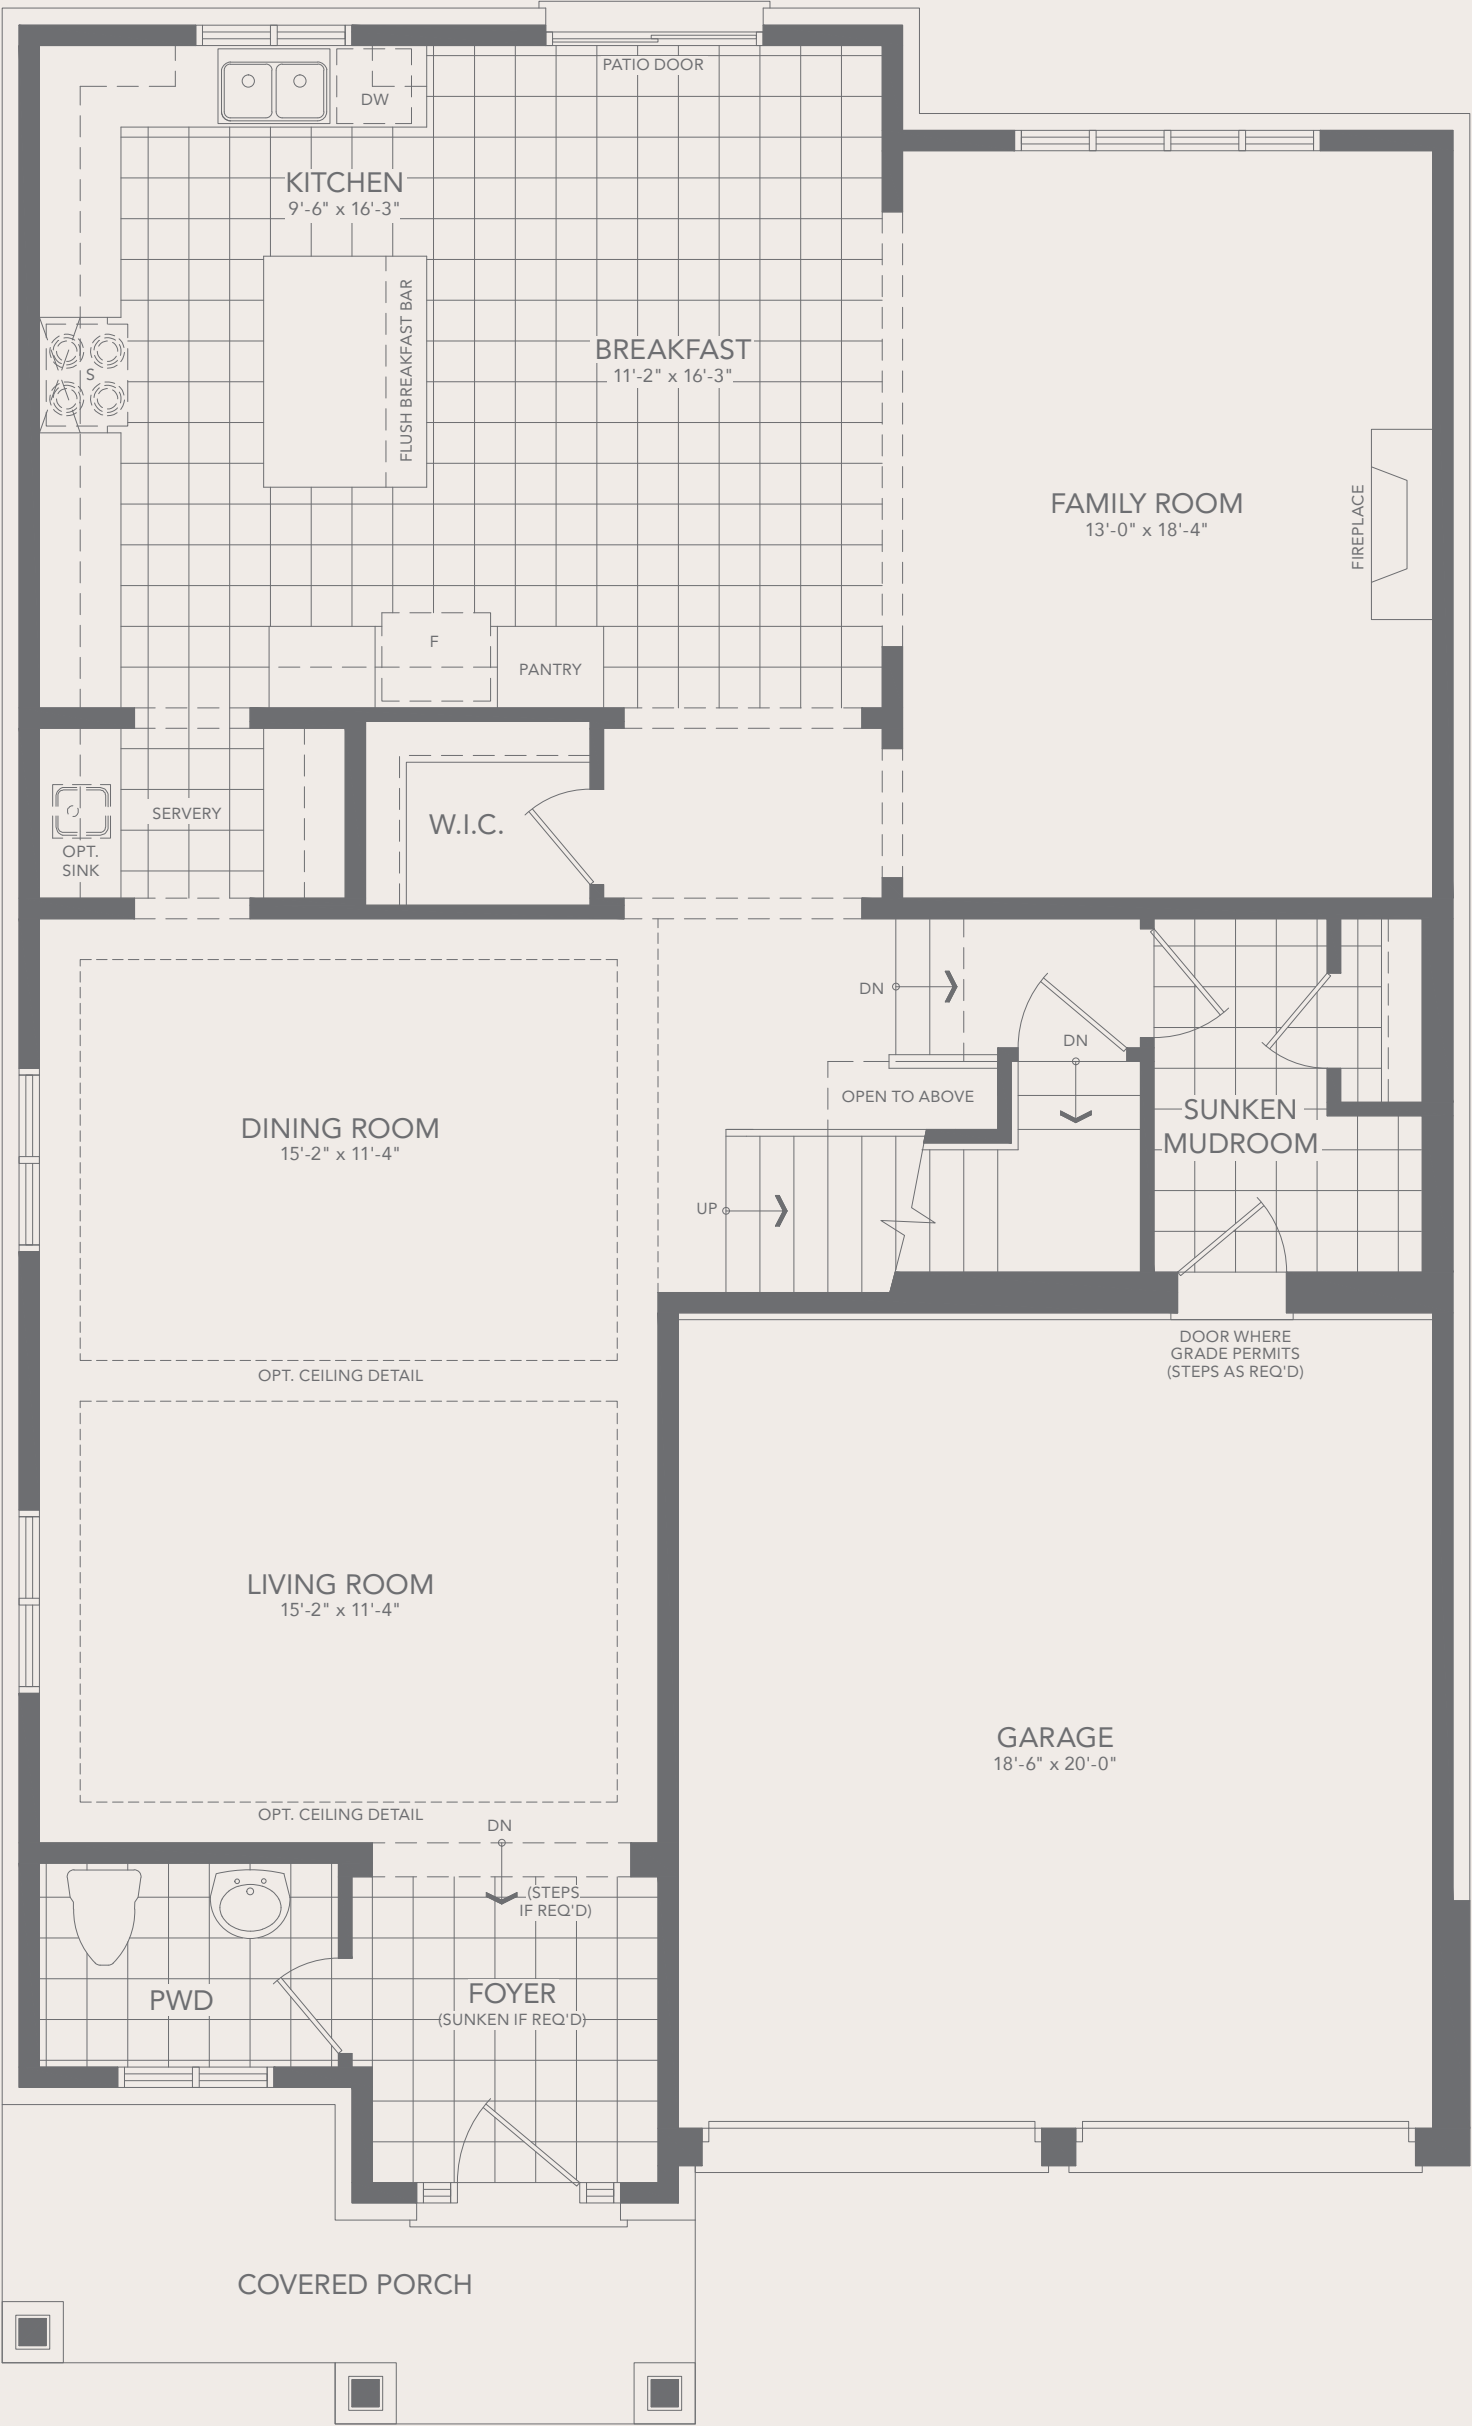 PATIO DOOR
DW
KITCHEN
9'-6" x 16'-3"
FLUSH BREAKFAST BAR
BREAKFAST
11'-2" x 16'-3"
S
FAMILY ROOM
13'-0" x 18'-4"
FIREPLACE
F
PANTRY
SERVERY
OPT.
SINK
W.I.C.
DN
DN
OPEN TO ABOVE
SUNKEN
MUDROOM
DINING ROOM
15'-2" x 11'-4"
UP
DOOR WHERE
GRADE PERMITS
(STEPS AS REQ'D)
OPT. CEILING DETAIL
LIVING ROOM
15'-2" x 11'-4"
GARAGE
18'-6" x 20'-0"
OPT. CEILING DETAIL
DN
(STEPS
IF REQ'D)
PWD
FOYER
(SUNKEN IF REQ'D)
COVERED PORCH